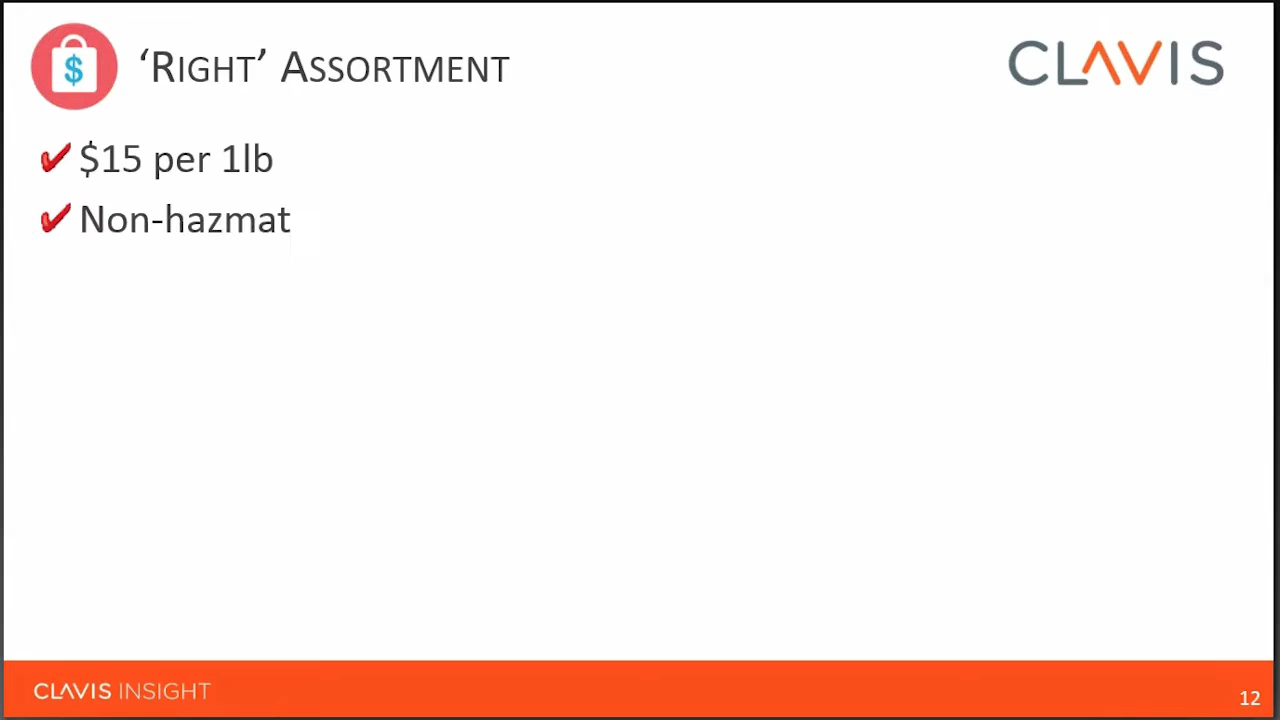 $
‘RIGHT’ ASSORTMENT
CLAVIS
✔ $15 per 1lb
✔ Non-hazmat
CLAVIS INSIGHT
12